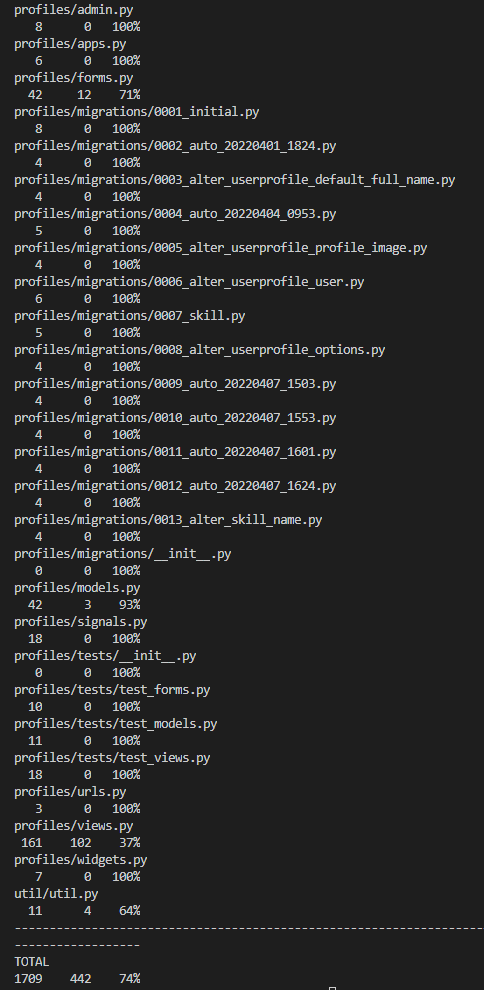 profiles/admin.py
8 0 100%
profiles/apps.py
6 0 100%
profiles/forms.py
42 12 71%
profiles/migrations/0001_initial.py
8 0 100%
profiles/migrations/0002_auto_20220401_1824.py
4 0 100%
profiles/migrations/0003_alter_userprofile_default_full_name.py
4 0 100%
profiles/migrations/0004_auto_20220404_0953.py
5 0 100%
profiles/migrations/0005_alter_userprofile_profile_image.py
4 0 100%
profiles/migrations/0006_alter_userprofile_user.py
6 0 100%
profiles/migrations/0007_skill.py
5 0 100%
profiles/migrations/0008_alter_userprofile_options.py
4 0 100%
profiles/migrations/0009_auto_20220407_1503.py
4 0 100%
profiles/migrations/0010_auto_20220407_1553.py
4 0 100%
profiles/migrations/0011_auto_20220407_1601.py
4 0 100%
profiles/migrations/0012_auto_20220407_1624.py
4 0 100%
profiles/migrations/0013_alter_skill_name.py
4 0 100%
profiles/migrations/__init__.py
0 0 100%
profiles/models.py
42 3 93%
profiles/signals.py
18 0 100%
profiles/tests/__init__.py
0 0 100%
profiles/tests/test_forms.py
10 0 100%
profiles/tests/test_models.py
11 0 100%
profiles/tests/test_views.py
18 0 100%
profiles/urls.py
3 0 100%
profiles/views.py
161 102 37%
profiles/widgets.py
7 0 100%
util/util.py
11 4 64%
-------------------------------------------------------------------
------------------
TOTAL
1709 442 74%